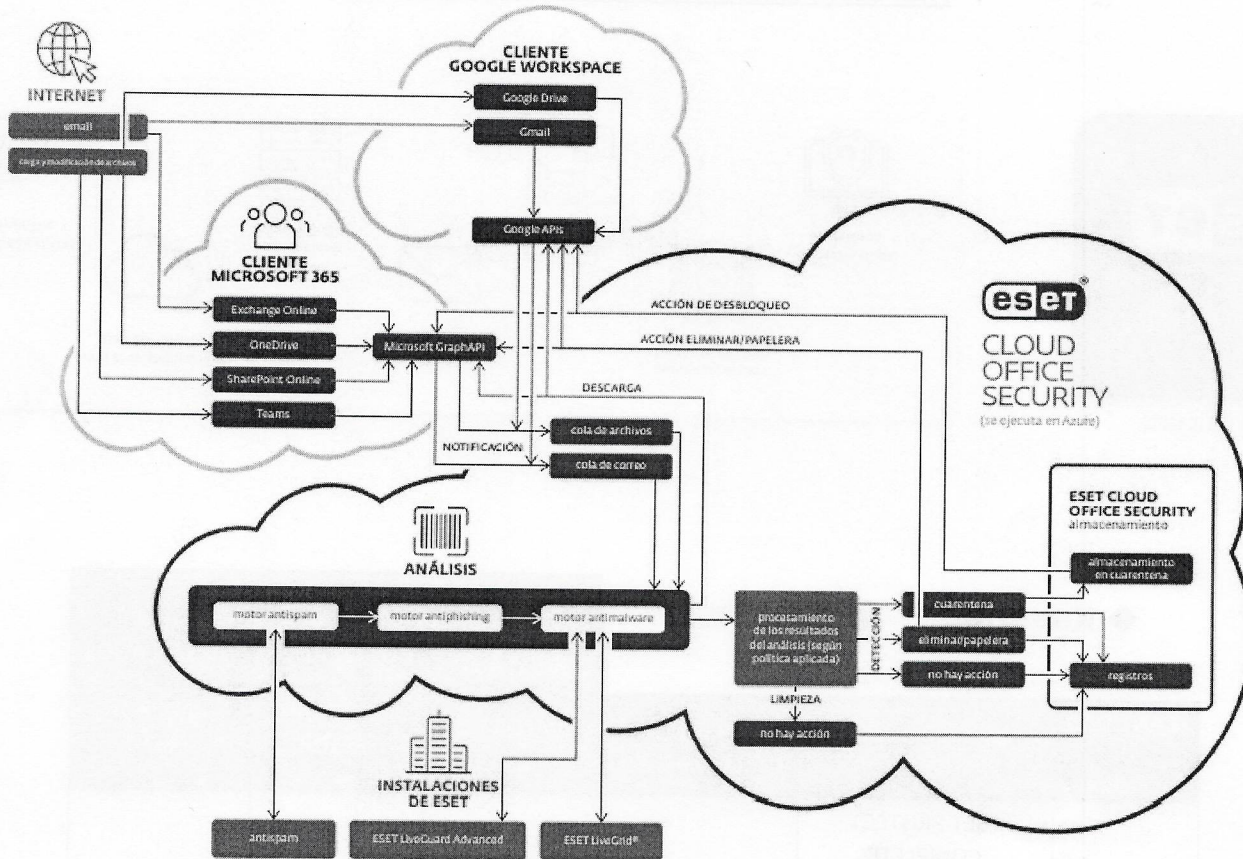 INTERNET
email
carga y modificación de archivos
CLIENTE
GOOGLE WORKSPACE
Google Drive
Gmail
Google APIs
CLIENTE
MICROSOFT 365
Exchange Online
OneDrive
SharePoint Online
Teams
Microsoft GraphAPI
ACCIÓN DE DESBLOQUEO
ACCIÓN ELIMINAR/PAPELERA
DESCARGA
NOTIFICACIÓN
cola de archivos
cola de correo
eseT®
CLOUD
OFFICE
SECURITY
(se ejecuta en Azure)
ANÁLISIS
motor antispam
motor antiphishing
motor antimalware
procesamiento
de los resultados
del análisis (según
política aplicada)
DETECCIÓN
cuarentena
eliminar/papelera
no hay acción
LIMPIEZA
no hay acción
ESET CLOUD
OFFICE SECURITY
almacenamiento
almacenamiento
en cuarentena
registros
INSTALACIONES
DE ESET
antispam
ESET LiveGuard Advanced
ESET LiveGrid®